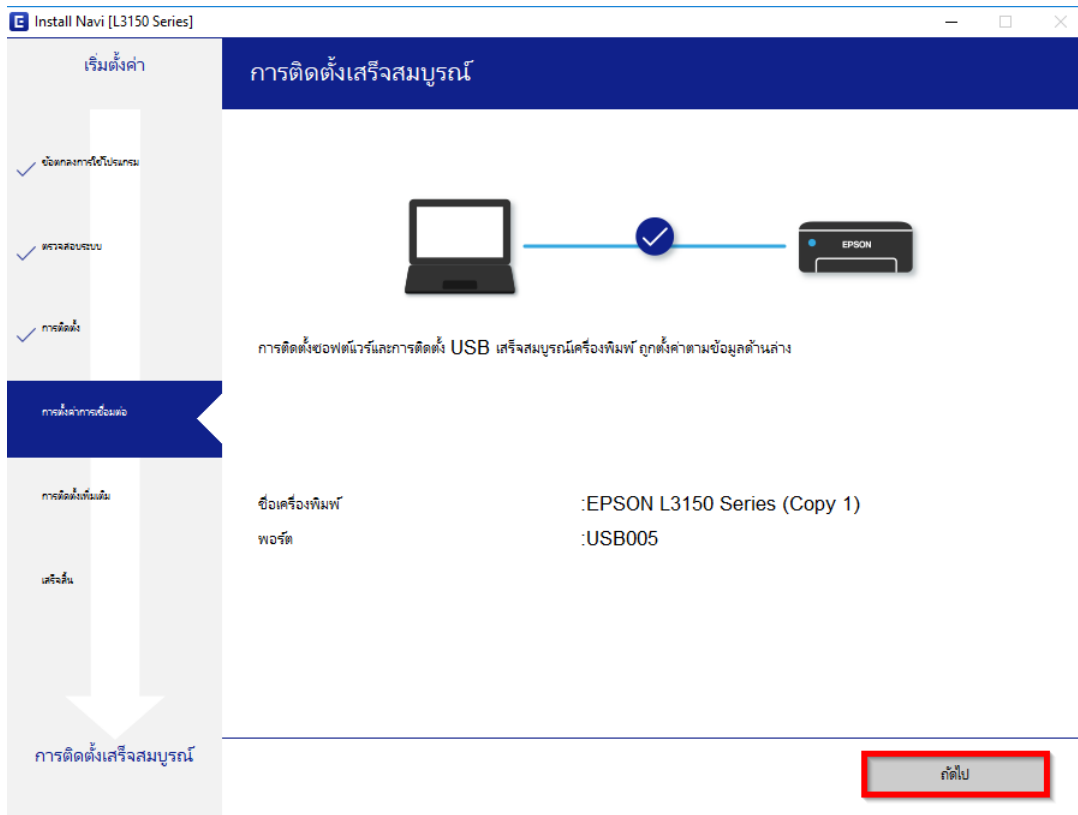 Install Navi [L3150 Series]
เริ่มตั้งค่า
การติดตั้งเสร็จสมบูรณ์
ข้อตกลงการใช้โปรแกรม
ตรวจสอบระบบ
การติดตั้ง
การตั้งค่าการเชื่อมต่อ
การติดตั้งเพิ่มเติม
เสร็จสิ้น
การติดตั้งเสร็จสมบูรณ์
EPSON
การติดตั้งซอฟต์แวร์และการติดตั้ง USB เสร็จสมบูรณ์เครื่องพิมพ์ ถูกตั้งค่าตามข้อมูลด้านล่าง
ชื่อเครื่องพิมพ์ :EPSON L3150 Series (Copy 1)
พอร์ต :USB005
ถัดไป